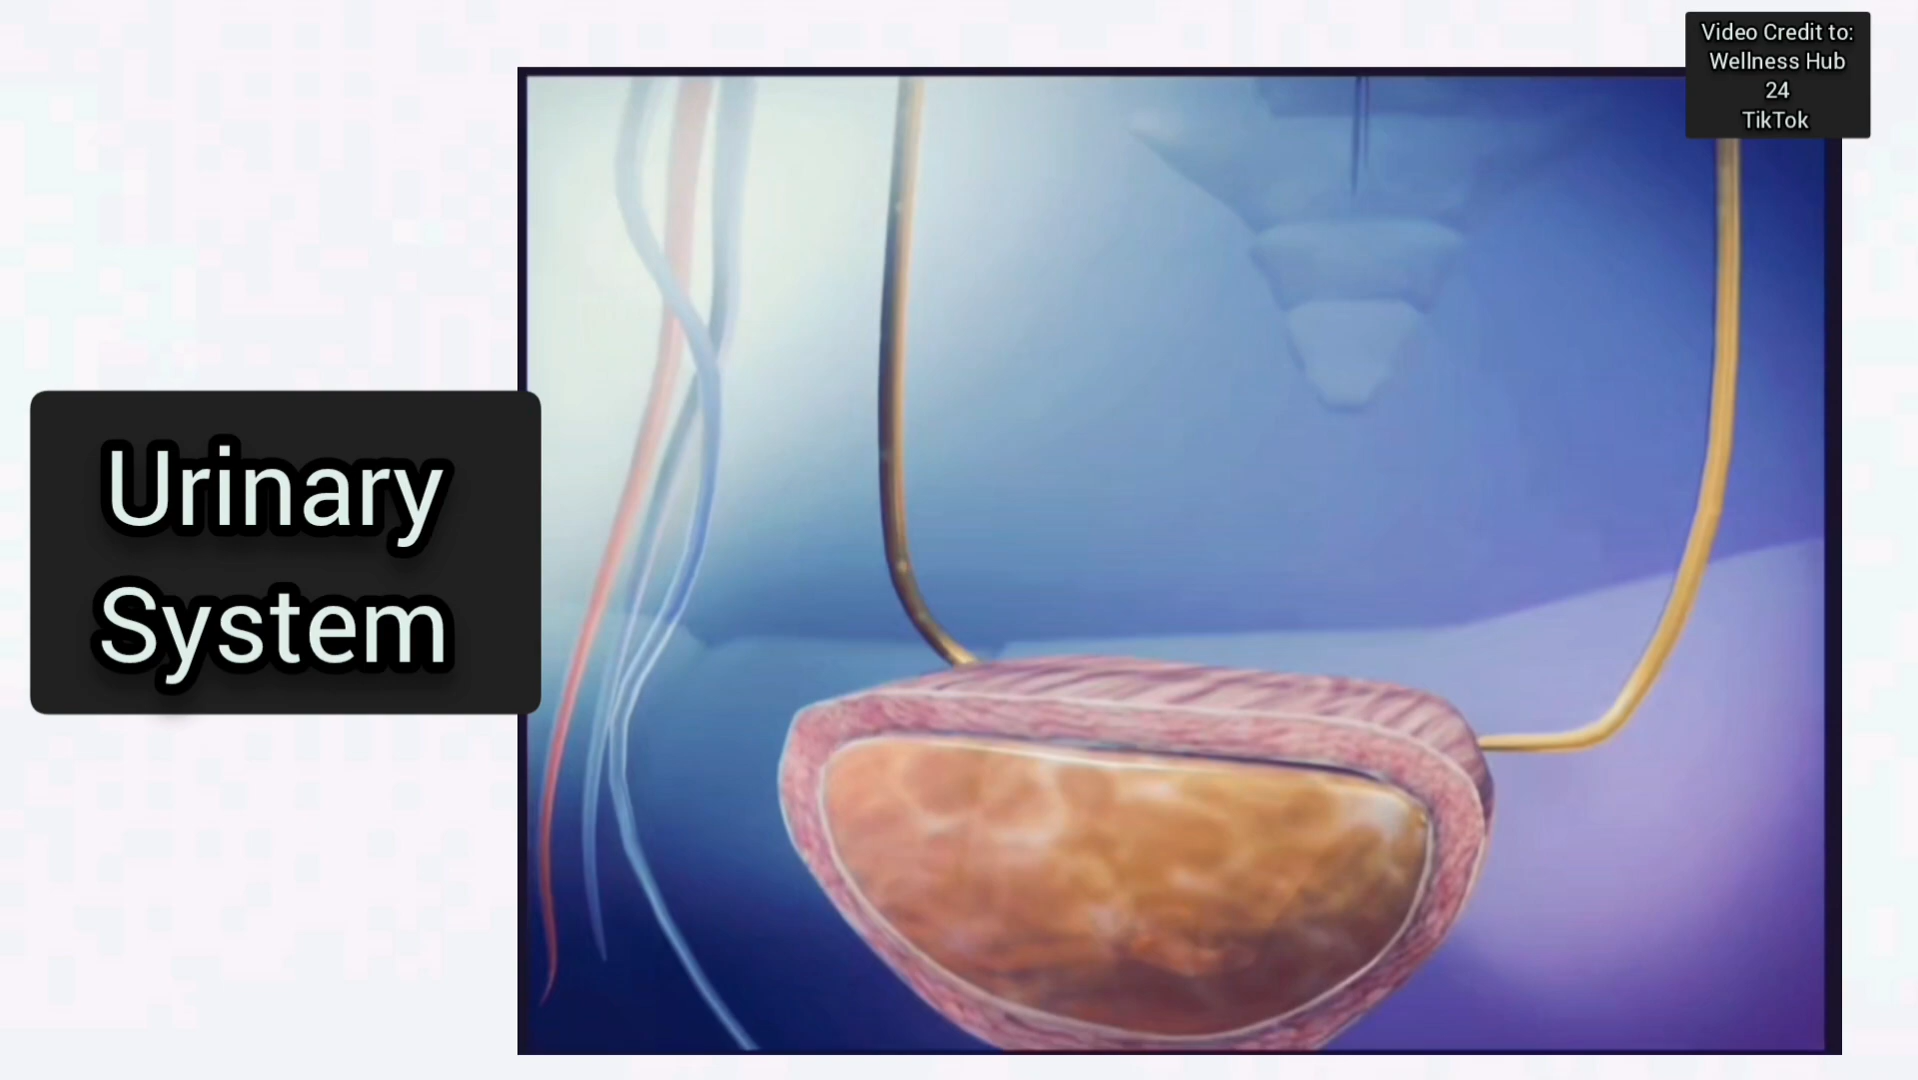 Video Credit to:
Wellness Hub
24
TikTok
Urinary
System